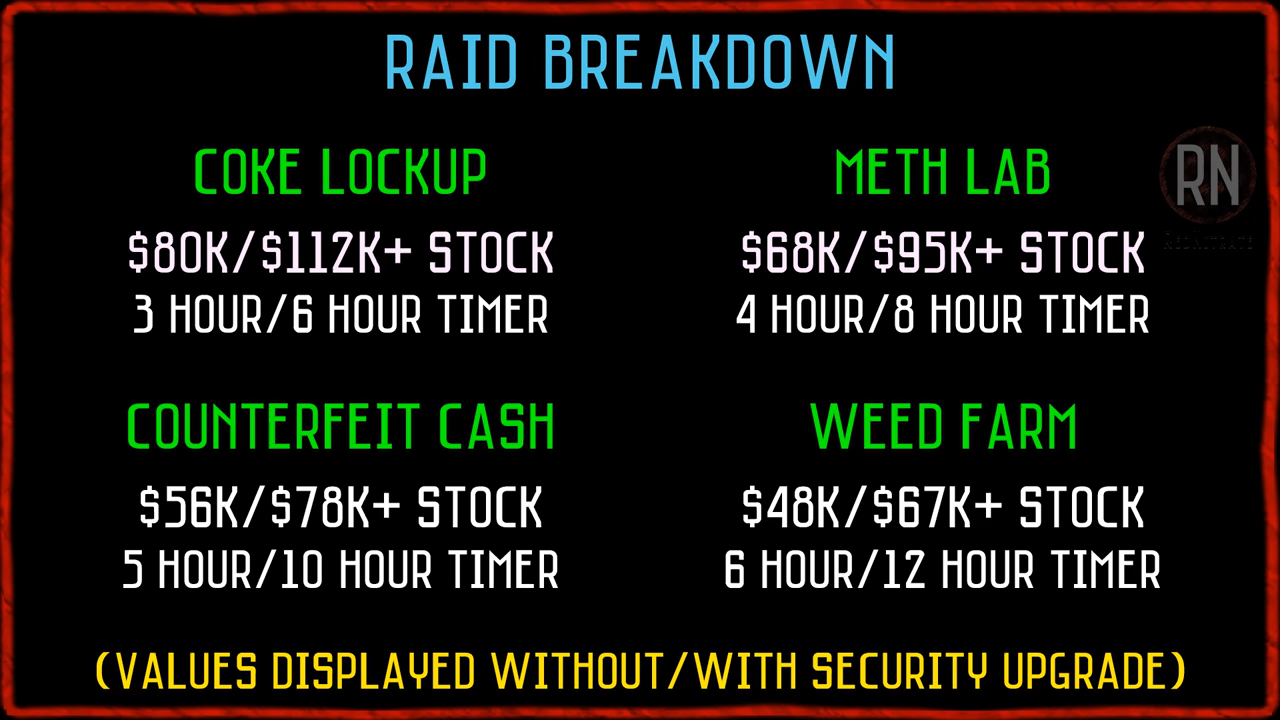 RAID BREAKDOWN
COKE LOCKUP
$80K/$112K+ STOCK
3 HOUR/6 HOUR TIMER
METH LAB
$68K/$95K+ STOCK
4 HOUR/8 HOUR TIMER
RN
COUNTERFEIT CASH
$56K/$78K+ STOCK
5 HOUR/10 HOUR TIMER
WEED FARM
$48K/$67K+ STOCK
6 HOUR/12 HOUR TIMER
(VALUES DISPLAYED WITHOUT/WITH SECURITY UPGRADE)